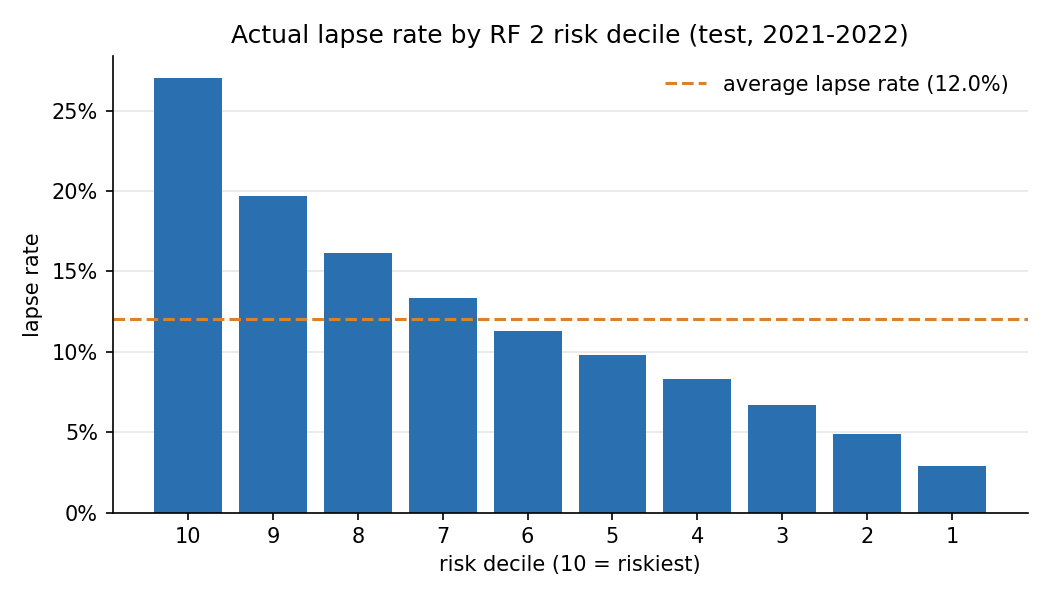 Actual lapse rate by RF 2 risk decile (test, 2021-2022)
average lapse rate (12.0%)
25%
20%
15%
10%
5%
0%
lapse rate
10 9 8 7 6 5 4 3 2 1
risk decile (10 = riskiest)